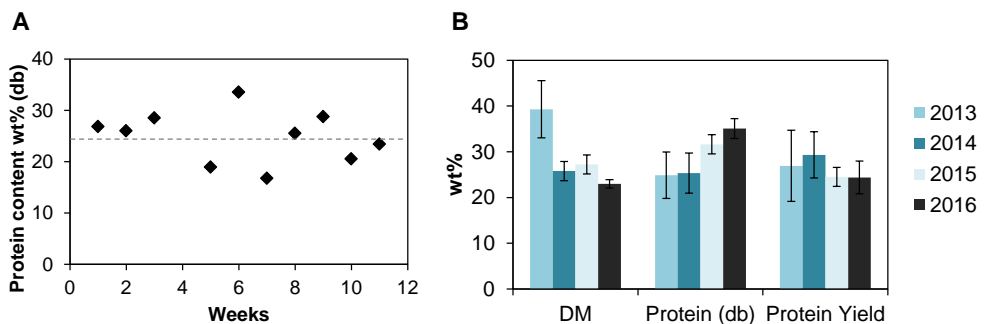 A
Protein content wt% (db)
40
30
20
10
0
0 2 4 6 8 10 12
Weeks
B
wt%
50
40
30
20
10
0
DM Protein (db) Protein Yield
2013
2014
2015
2016